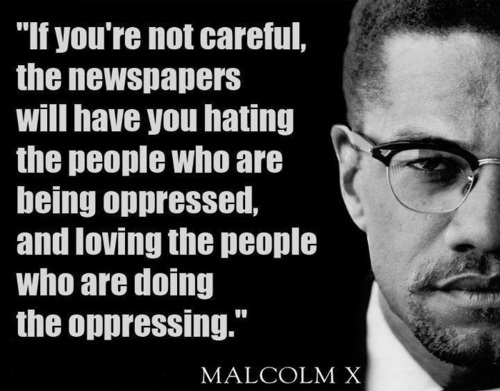 "If you're not careful,
the newspapers
will have you hating
the people who are
being oppressed,
and loving the people
who are doing
the oppressing."
MALCOLM X